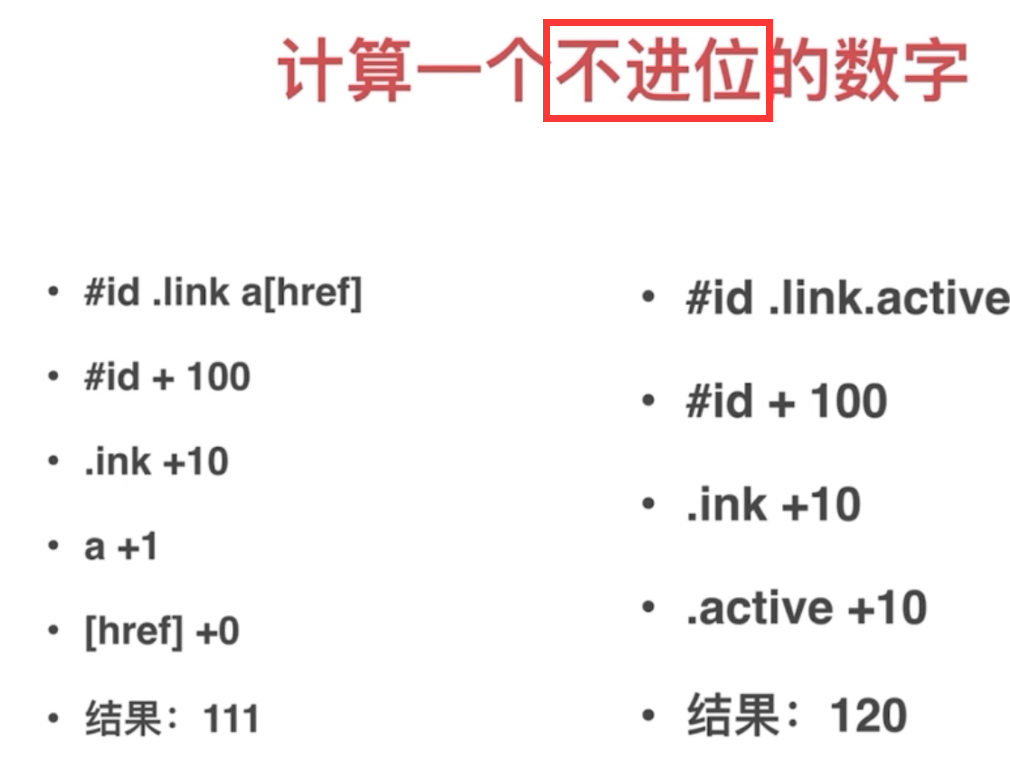 计算一个不进位的数字
• #id .link a[href]
• #id + 100
• .ink +10
• a +1
• [href] +0
• 结果：111
• #id .link.active
• #id + 100
• .ink +10
• .active +10
• 结果：120